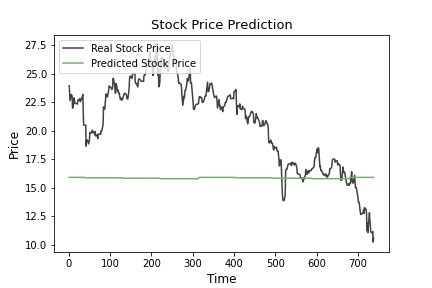 Stock Price Prediction
Real Stock Price
Predicted Stock Price
27.5
25.0
22.5
20.0
17.5
15.0
12.5
10.0
Price
0 100 200 300 400 500 600 700
Time